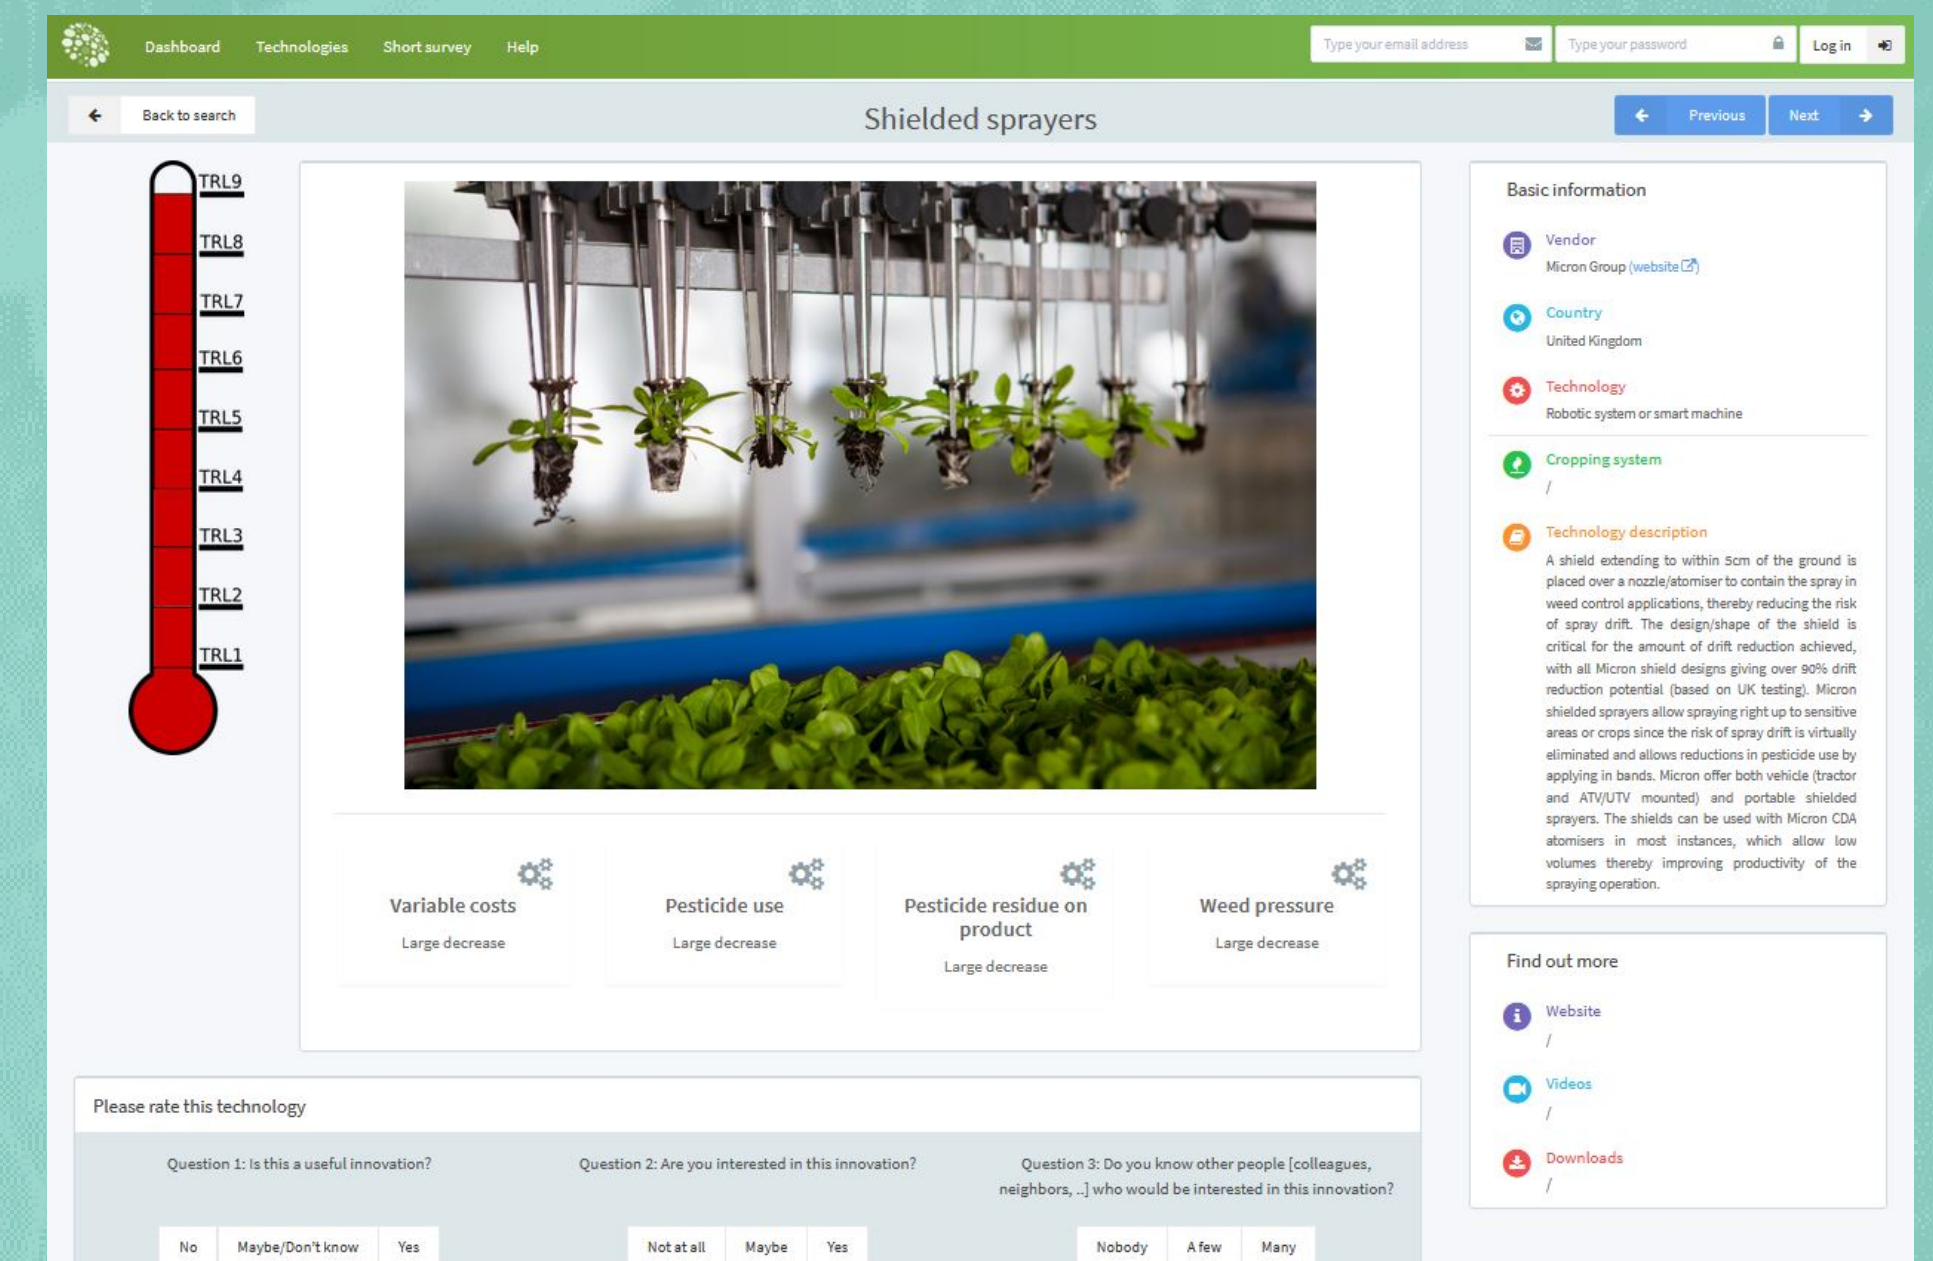 Dashboard Technologies Short survey Help Type your email address Type your password Log in
Back to search Shielded sprayers Previous Next
TRL9
TRL8
TRL7
TRL6
TRL5
TRL4
TRL3
TRL2
TRL1
Variable costs
Large decrease
Pesticide use
Large decrease
Pesticide residue on
product
Large decrease
Weed pressure
Large decrease
Basic information
Vendor
Micron Group (website)
Country
United Kingdom
Technology
Robotic system or smart machine
Cropping system
/
Technology description
A shield extending to within 5cm of the ground is
placed over a nozzle/atomiser to contain the spray in
weed control applications, thereby reducing the risk
of spray drift. The design/shape of the shield is
critical for the amount of drift reduction achieved,
with all Micron shield designs giving over 90% drift
reduction potential (based on UK testing). Micron
shielded sprayers allow spraying right up to sensitive
areas or crops since the risk of spray drift is virtually
eliminated and allows reductions in pesticide use by
applying in bands. Micron offer both vehicle (tractor
and ATV/UTV mounted) and portable shielded
sprayers. The shields can be used with Micron CDA
atomisers in most instances, which allow low
volumes thereby improving productivity of the
spraying operation.
Find out more
Website
/
Videos
/
Downloads
/
Please rate this technology
Question 1: Is this a useful innovation?
No Maybe/Don't know Yes
Question 2: Are you interested in this innovation?
Not at all Maybe Yes
Question 3: Do you know other people [colleagues,
neighbors, ..] who would be interested in this innovation?
Nobody A few Many